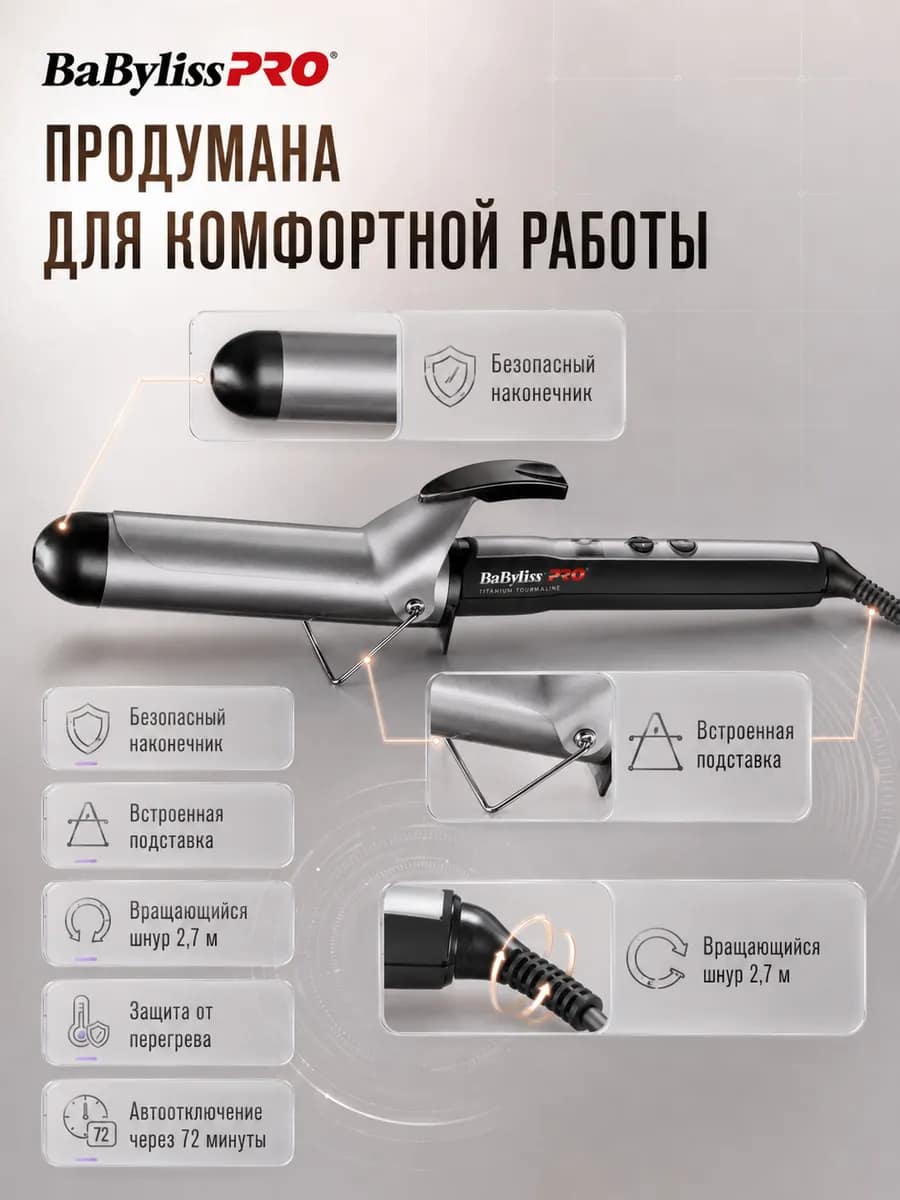 BaByliss PRO®
ПРОДУМАНА
ДЛЯ КОМФОРТНОЙ РАБОТЫ
Безопасный
наконечник
BaByliss PRO®
TITANIUM TOURMALINE
Безопасный
наконечник
Встроенная
подставка
Встроенная
подставка
Вращающийся
шнур 2,7 м
Вращающийся
шнур 2,7 м
Защита от
перегрева
72
Автоотключение
через 72 минуты